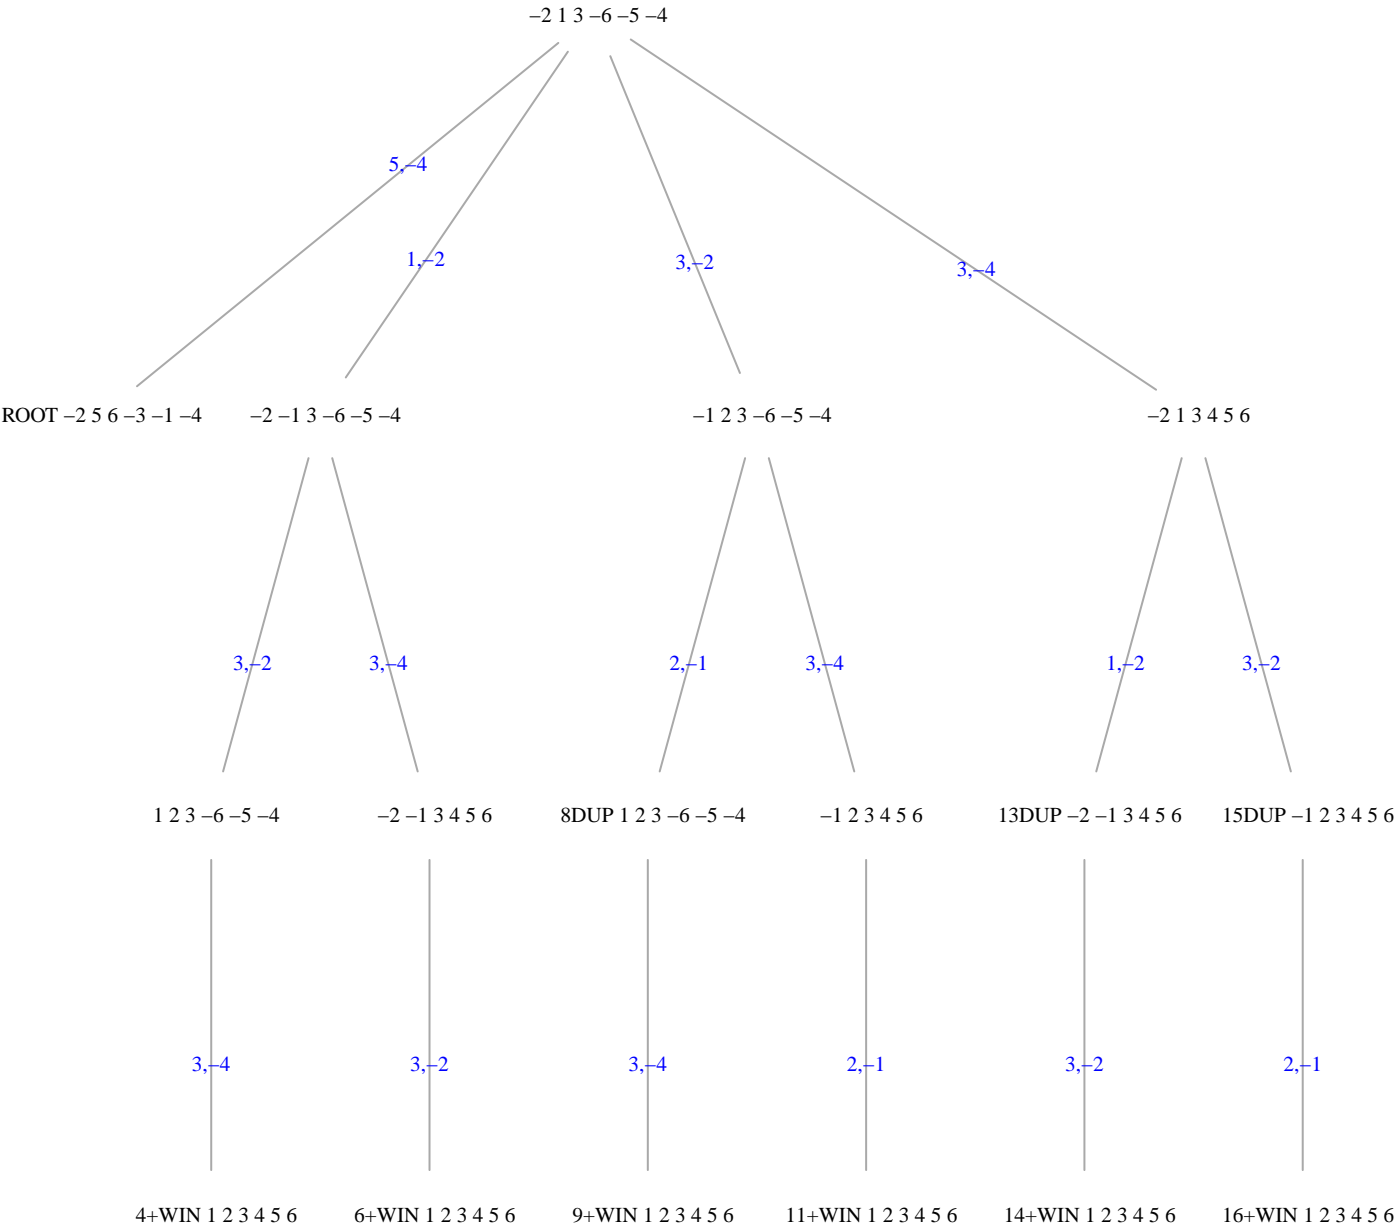 –2 1 3 –6 –5 –4
5,–4
1,–2
3,–2
3,–4
ROOT –2 5 6 –3 –1 –4
–2 –1 3 –6 –5 –4
–1 2 3 –6 –5 –4
–2 1 3 4 5 6
3,–2
3,–4
2,–1
3,–4
1,–2
3,–2
1 2 3 –6 –5 –4
–2 –1 3 4 5 6
8DUP 1 2 3 –6 –5 –4
–1 2 3 4 5 6
13DUP –2 –1 3 4 5 6
15DUP –1 2 3 4 5 6
3,–4
3,–2
3,–4
2,–1
3,–2
2,–1
4+WIN 1 2 3 4 5 6
6+WIN 1 2 3 4 5 6
9+WIN 1 2 3 4 5 6
11+WIN 1 2 3 4 5 6
14+WIN 1 2 3 4 5 6
16+WIN 1 2 3 4 5 6